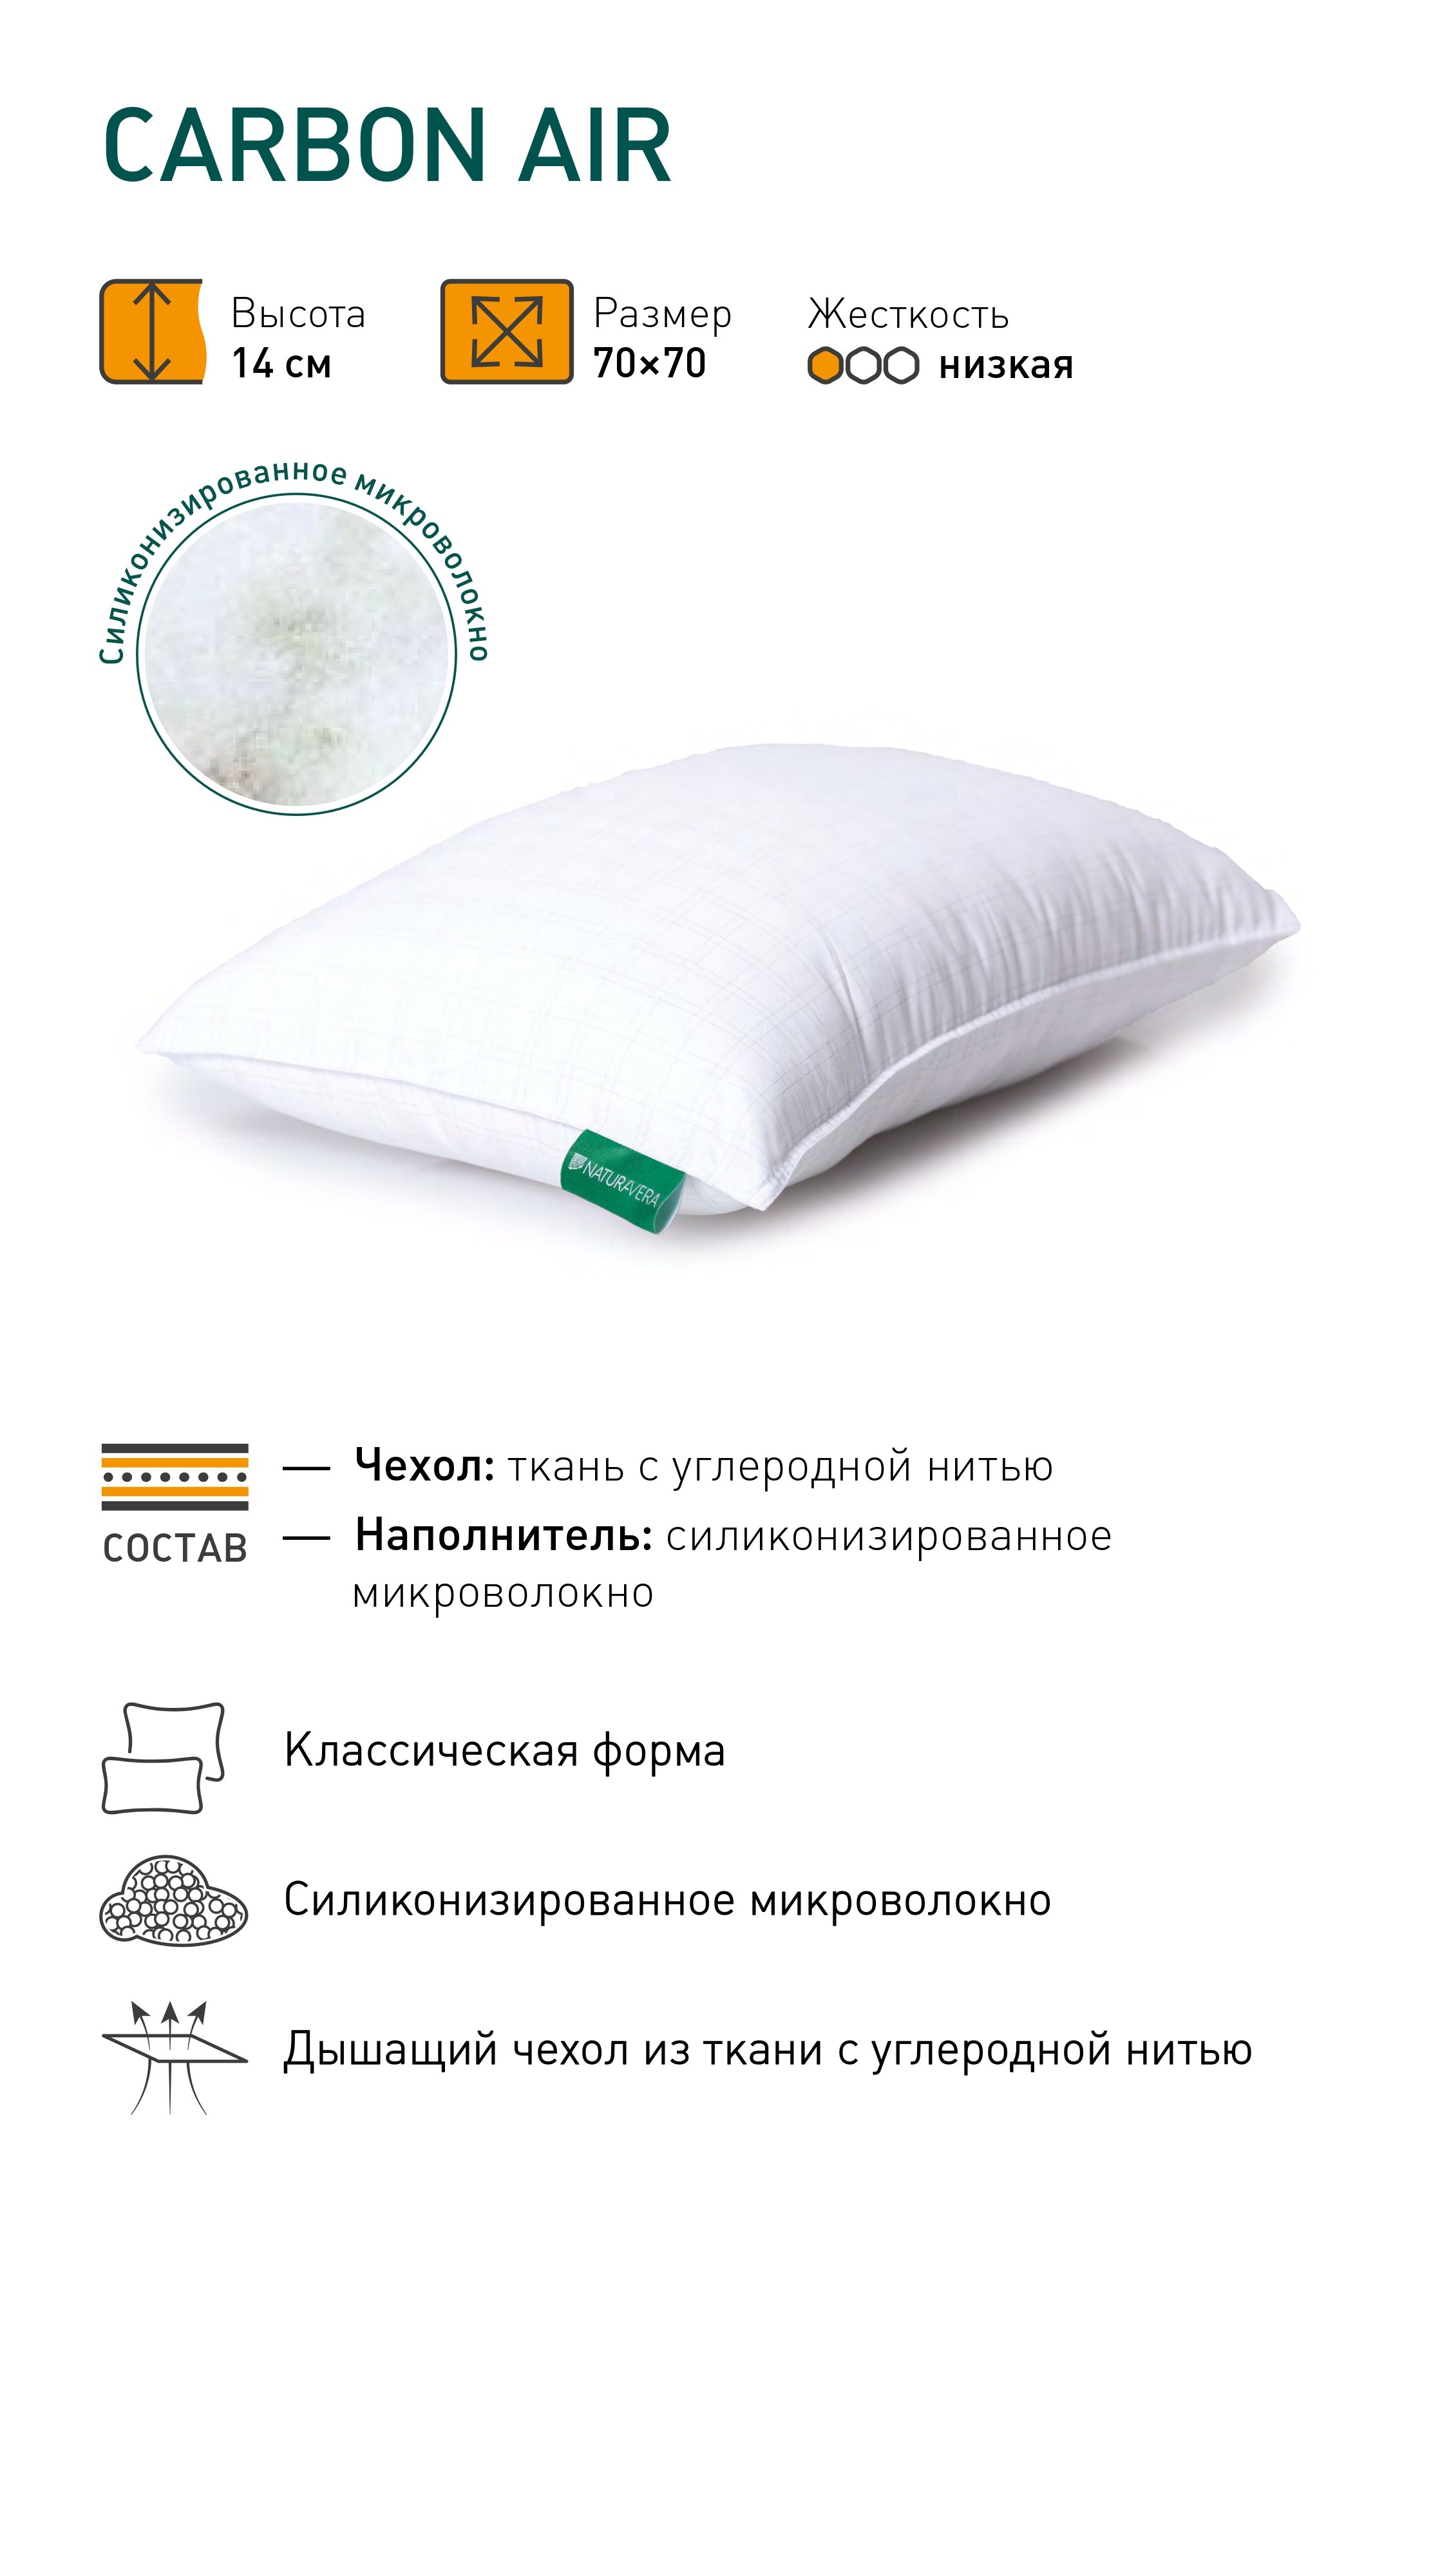 CARBON AIR
Высота
14 см
Размер
70×70
Жесткость
низкая
Силиконизированное микроволокно
NATURAVERA
СОСТАВ
— Чехол: ткань с углеродной нитью
— Наполнитель: силиконизированное
микроволокно
Классическая форма
Силиконизированное микроволокно
Дышащий чехол из ткани с углеродной нитью